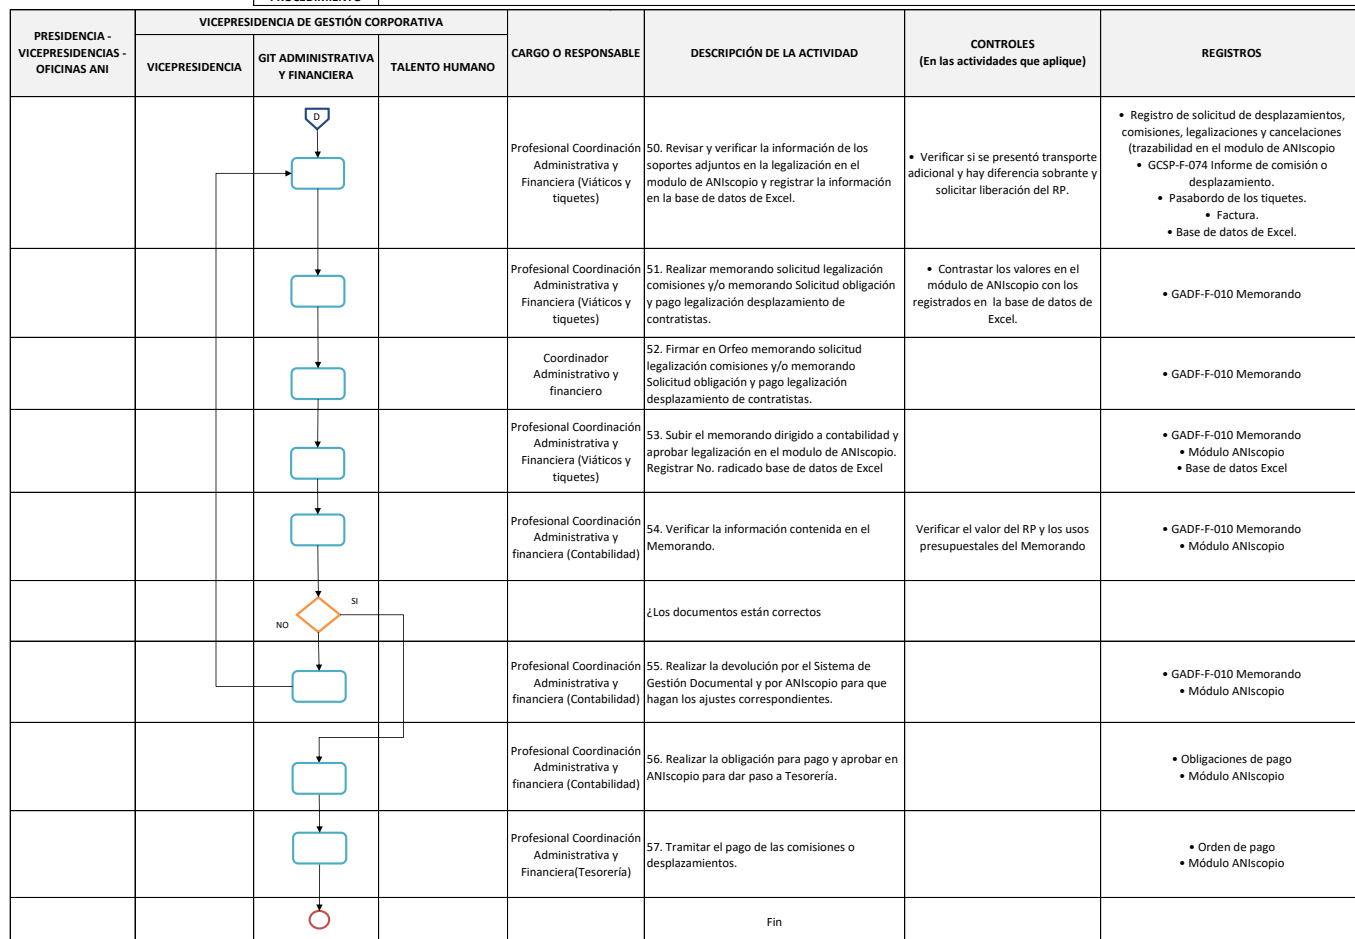 PROCEDIMIENTO
PRESIDENCIA -
VICEPRESIDENCIAS -
OFICINAS ANI
VICEPRESIDENCIA DE GESTIÓN CORPORATIVA
VICEPRESIDENCIA
GIT ADMINISTRATIVA
Y FINANCIERA
TALENTO HUMANO
CARGO O RESPONSABLE
DESCRIPCIÓN DE LA ACTIVIDAD
CONTROLES
(En las actividades que aplique)
REGISTROS
D
Profesional Coordinación
Administrativa y
Financiera (Viáticos y
tiquetes)
50. Revisar y verificar la información de los
soportes adjuntos en la legalización en el
modulo de ANIscopio y registrar la información
en la base de datos de Excel.
• Verificar si se presentó transporte
adicional y hay diferencia sobrante y
solicitar liberación del RP.
• Registro de solicitud de desplazamientos,
comisiones, legalizaciones y cancelaciones
(trazabilidad en el modulo de ANIscopio
• GCSP-F-074 Informe de comisión o
desplazamiento.
• Pasabordo de los tiquetes.
• Factura.
• Base de datos de Excel.
Profesional Coordinación
Administrativa y
Financiera (Viáticos y
tiquetes)
51. Realizar memorando solicitud legalización
comisiones y/o memorando Solicitud obligación
y pago legalización desplazamiento de
contratistas.
• Contrastar los valores en el
módulo de ANIscopio con los
registrados en la base de datos de
Excel.
• GADF-F-010 Memorando
Coordinador
Administrativo y
financiero
52. Firmar en Orfeo memorando solicitud
legalización comisiones y/o memorando
Solicitud obligación y pago legalización
desplazamiento de contratistas.
• GADF-F-010 Memorando
Profesional Coordinación
Administrativa y
Financiera (Viáticos y
tiquetes)
53. Subir el memorando dirigido a contabilidad y
aprobar legalización en el modulo de ANIscopio.
Registrar No. radicado base de datos de Excel
• GADF-F-010 Memorando
• Módulo ANIscopio
• Base de datos Excel
Profesional Coordinación
Administrativa y
financiera (Contabilidad)
54. Verificar la información contenida en el
Memorando.
Verificar el valor del RP y los usos
presupuestales del Memorando
• GADF-F-010 Memorando
• Módulo ANIscopio
SI
NO
¿Los documentos están correctos
Profesional Coordinación
Administrativa y
financiera (Contabilidad)
55. Realizar la devolución por el Sistema de
Gestión Documental y por ANIscopio para que
hagan los ajustes correspondientes.
• GADF-F-010 Memorando
• Módulo ANIscopio
Profesional Coordinación
Administrativa y
financiera (Contabilidad)
56. Realizar la obligación para pago y aprobar en
ANIscopio para dar paso a Tesorería.
• Obligaciones de pago
• Módulo ANIscopio
Profesional Coordinación
Administrativa y
Financiera(Tesorería)
57. Tramitar el pago de las comisiones o
desplazamientos.
• Orden de pago
• Módulo ANIscopio
Fin